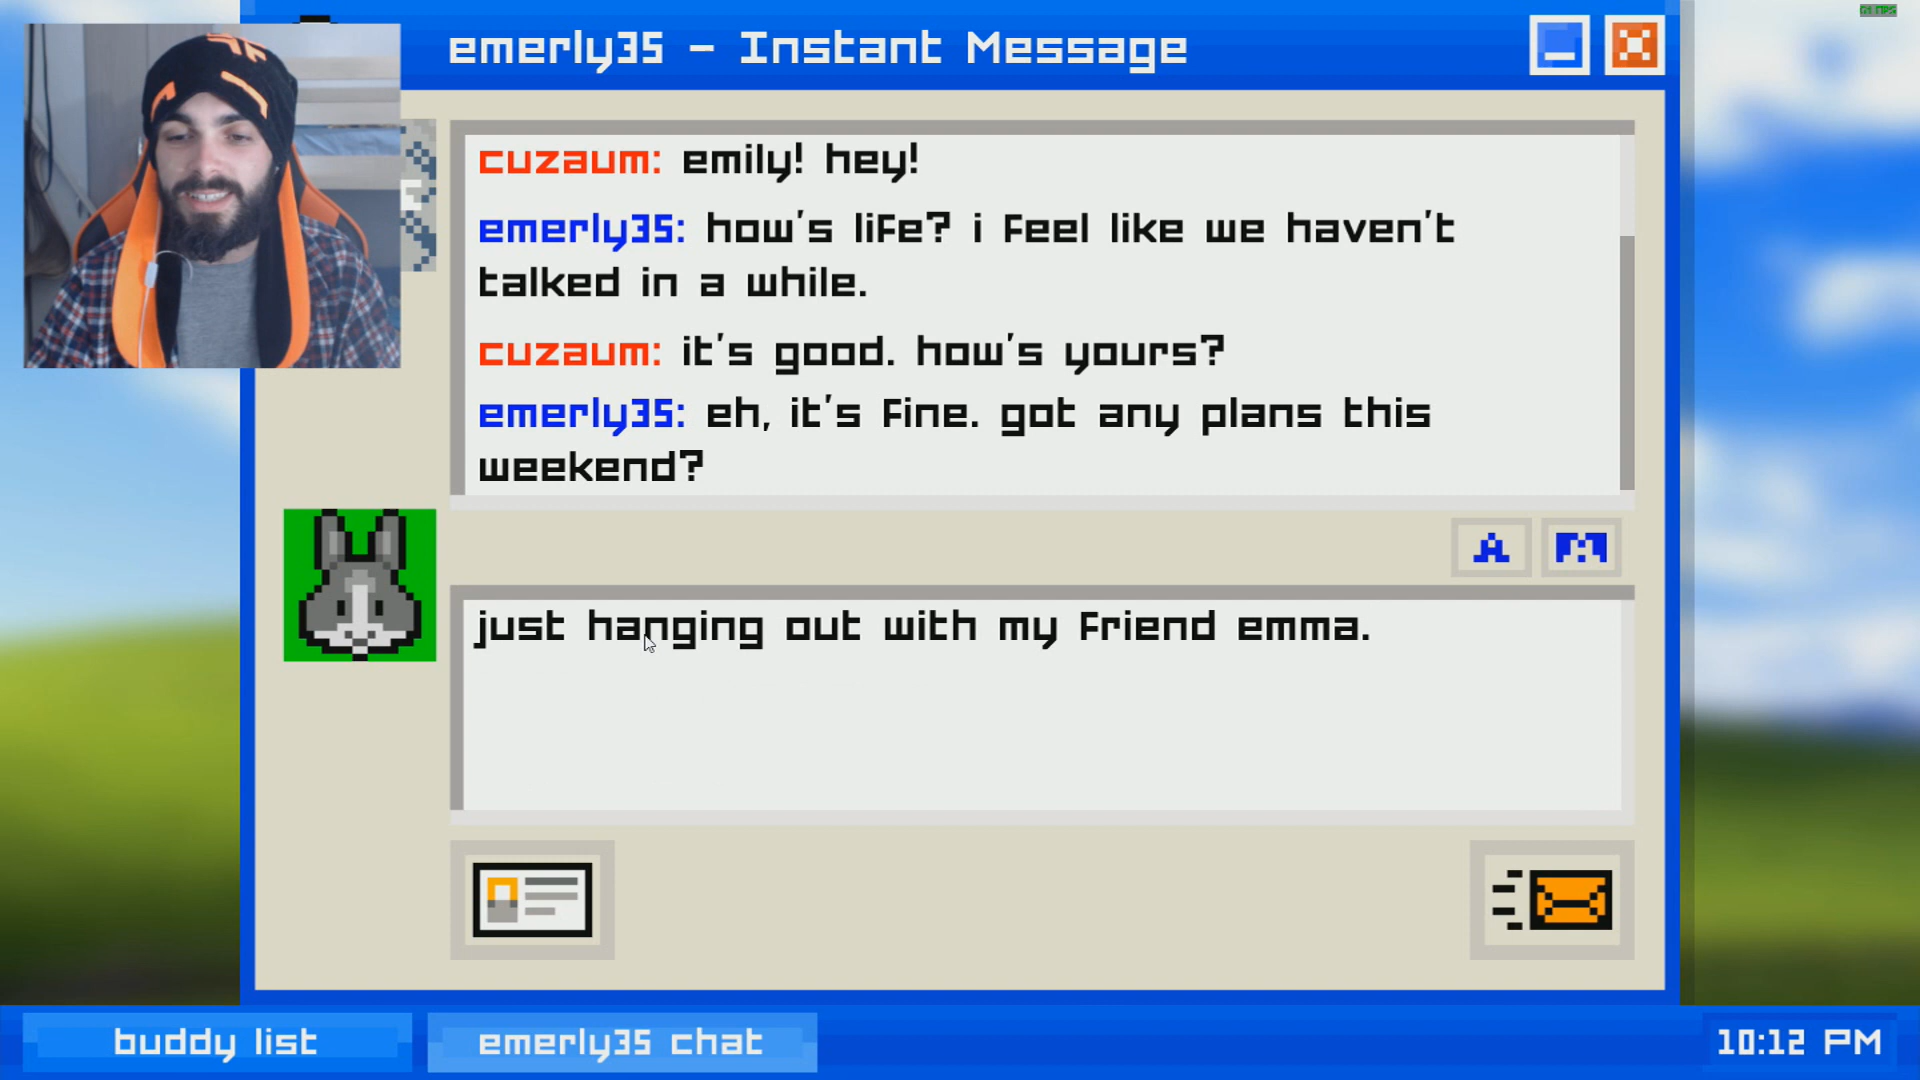 emerly35 - Instant Message
cuzaum: emily! hey!
emerly35: how's life? i feel like we haven't
talked in a while.
cuzaum: it's good. how's yours?
emerly35: eh, it's fine. got any plans this
weekend?
A
just hanging out with my friend emma.
buddy list
emerly35 chat
10:12 PM